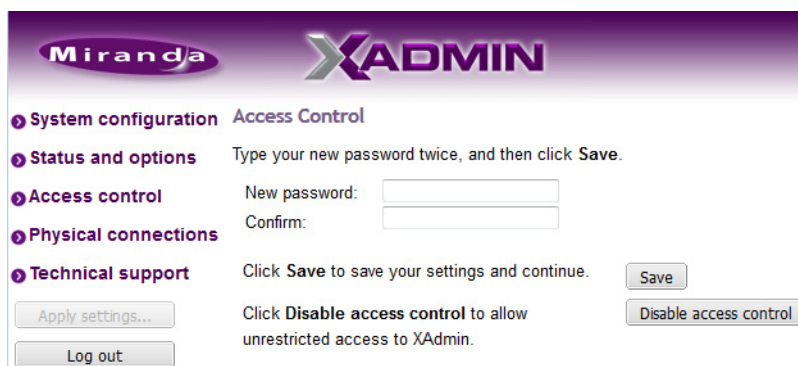 Miranda
XADMIN
System configuration
Status and options
Access control
Physical connections
Technical support
Apply settings...
Log out
Access Control
Type your new password twice, and then click Save.
New password:
Confirm:
Click Save to save your settings and continue.
Save
Click Disable access control to allow
unrestricted access to XAdmin.
Disable access control